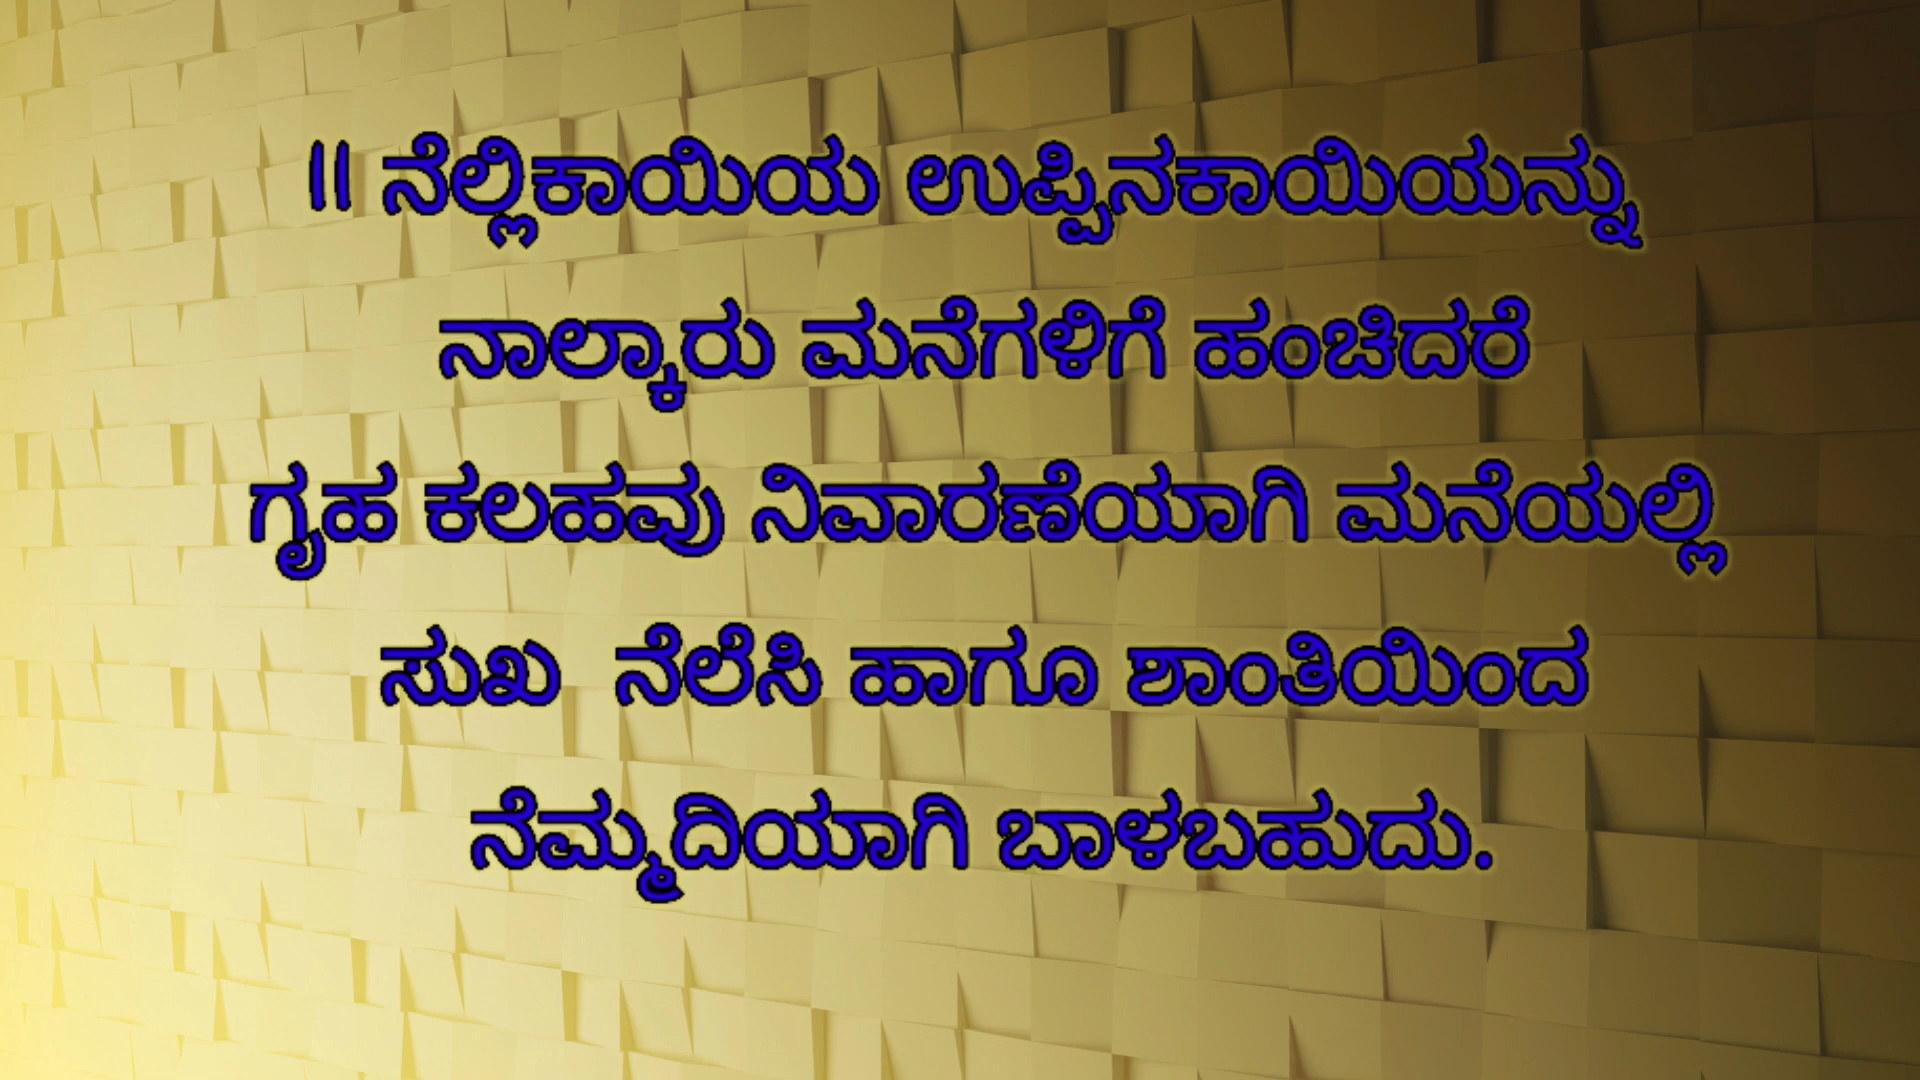 ॥ ನೆಲ್ಲಿಕಾಯಿಯ ಉಪ್ಪಿನಕಾಯಿಯನ್ನು
ನಾಲ್ಕಾರು ಮನೆಗಳಿಗೆ ಹಂಚಿದರೆ
ಗೃಹ ಕಲಹವು ನಿವಾರಣೆಯಾಗಿ ಮನೆಯಲ್ಲಿ
ಸುಖ ನೆಲೆಸಿ ಹಾಗೂ ಶಾಂತಿಯಿಂದ
ನೆಮ್ಮದಿಯಾಗಿ ಬಾಳಬಹುದು.